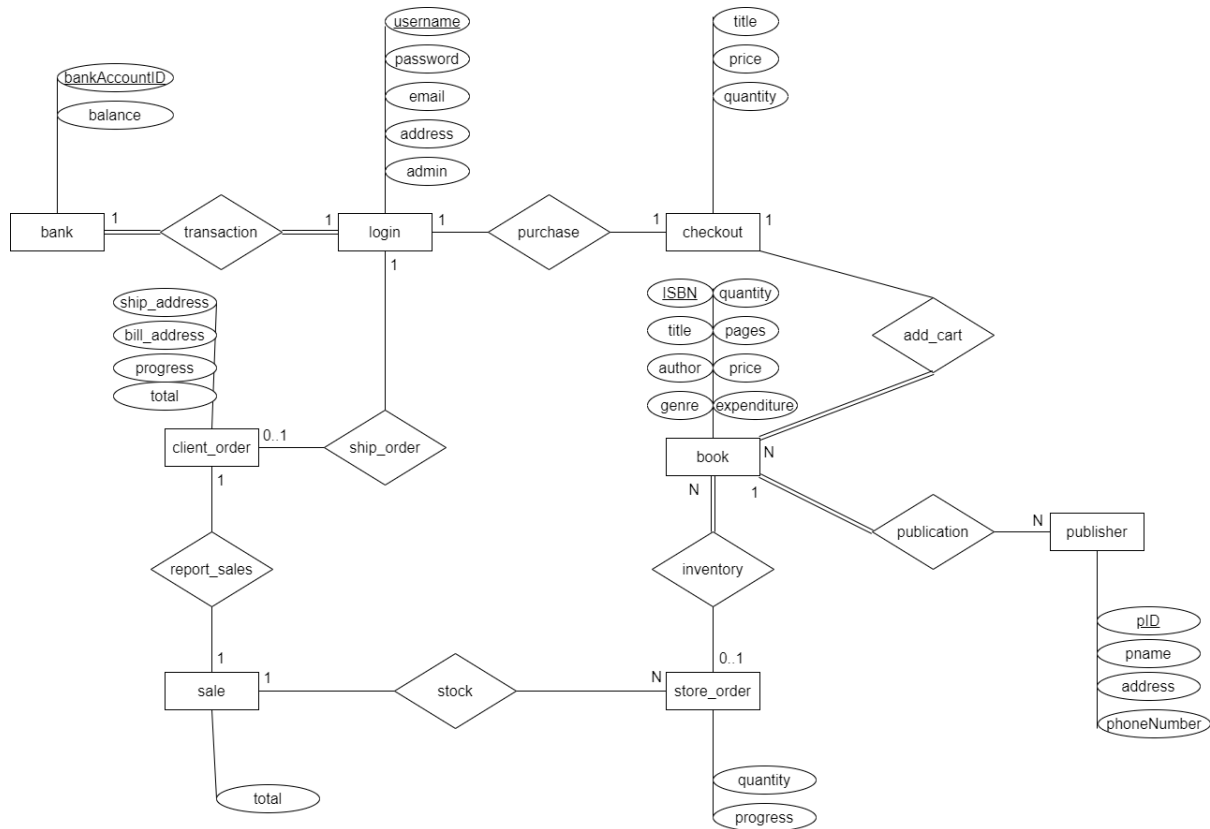 username
title
password
price
bankAccountID
email
quantity
balance
address
admin
1
1
1
1
1
bank
transaction
login
purchase
checkout
1
ship_address
ISBN
quantity
bill_address
title
pages
add_cart
progress
author
price
total
genre
expenditure
0..1
client_order
ship_order
book
N
1
N
1
N
publication
publisher
report_sales
inventory
pID
1
0..1
pname
1
N
sale
stock
store_order
address
phoneNumber
quantity
total
progress